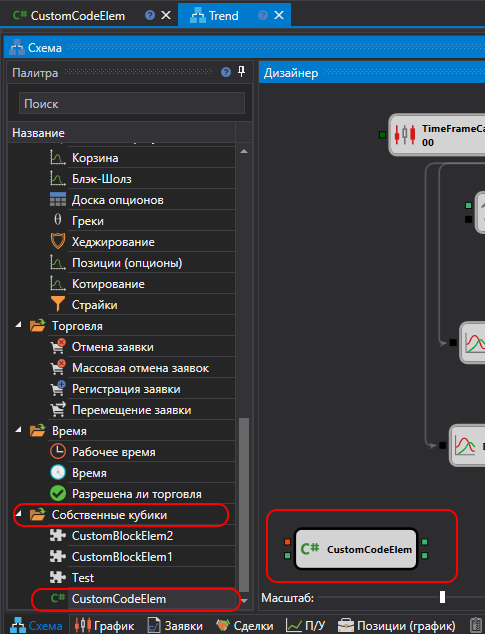 C# CustomCodeElem
Trend
Схема
Палитра
Дизайнер
Поиск
Название
Корзина
Блэк-Шолз
Доска опционов
Греки
Хеджирование
Позиции (опционы)
Котирование
Страйки
Торговля
Отмена заявки
Массовая отмена заявок
Регистрация заявки
Перемещение заявки
Время
Рабочее время
Время
Разрешена ли торговля
Собственные кубики
CustomBlockElem2
CustomBlockElem1
Test
C# CustomCodeElem
TimeFrameCa
00
C# CustomCodeElem
Масштаб:
Схема
График
Заявки
Сделки
П/У
Позиции (график)